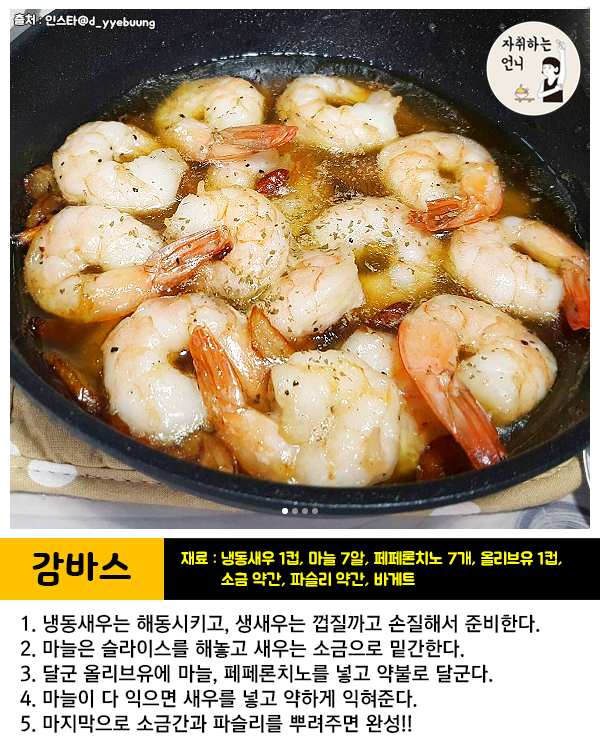 출처 : 인스타@d_yyebuung
자취하는
언니
감바스
재료 : 냉동새우 1컵, 마늘 7알, 페페론치노 7개, 올리브유 1컵,
소금 약간, 파슬리 약간, 바게트
1. 냉동새우는 해동시키고, 생새우는 껍질까고 손질해서 준비한다.
2. 마늘은 슬라이스를 해놓고 새우는 소금으로 밑간한다.
3. 달군 올리브유에 마늘, 페페론치노를 넣고 약불로 달군다.
4. 마늘이 다 익으면 새우를 넣고 약하게 익혀준다.
5. 마지막으로 소금간과 파슬리를 뿌려주면 완성!!